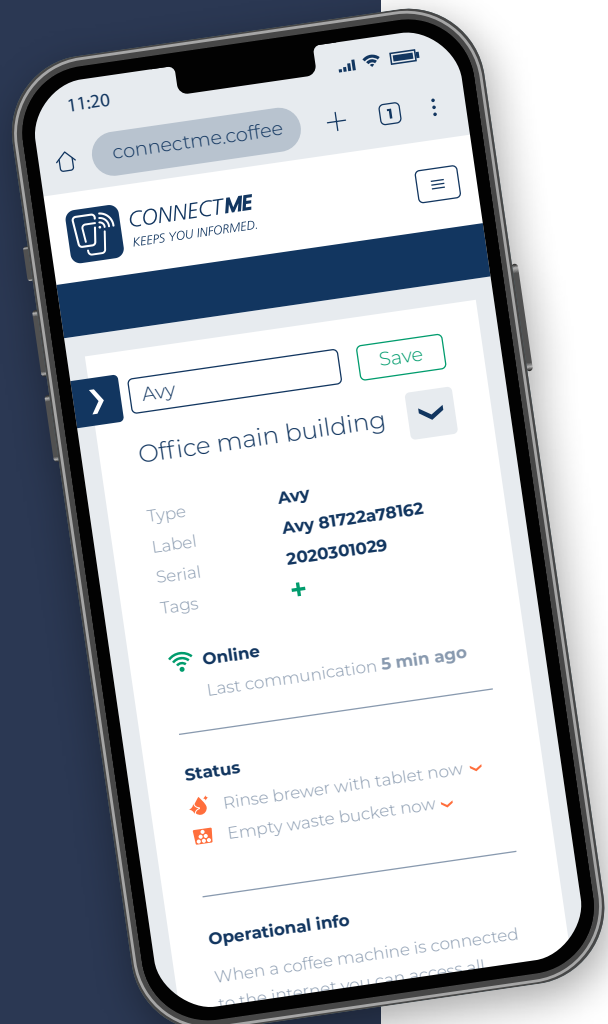 11:20
connectme.coffee
1
CONNECTME
KEEPS YOU INFORMED.
Avy
Save
Office main building
Type Avy
Label Avy 81722a78162
Serial 2020301029
Tags +
Online
Last communication 5 min ago
Status
Rinse brewer with tablet now
Empty waste bucket now
Operational info
When a coffee machine is connected
to the internet you can access all